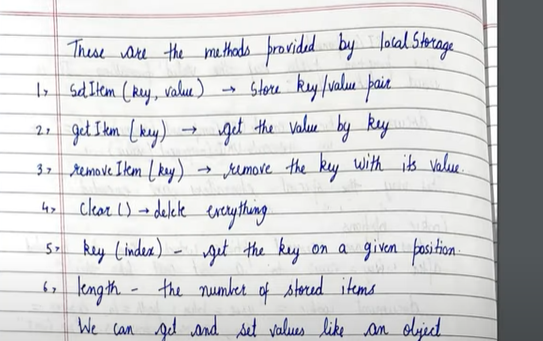 These are the methods provided by local Storage
1, setItem (key, value) → Store key/value pair
2, getItem (key) → get the value by key
3, removeItem (key) → remove the key with its value.
4, Clear () → delete everything
5, key (index) - get the key on a given position.
6, length - the number of stored items
We can get and set values like an object